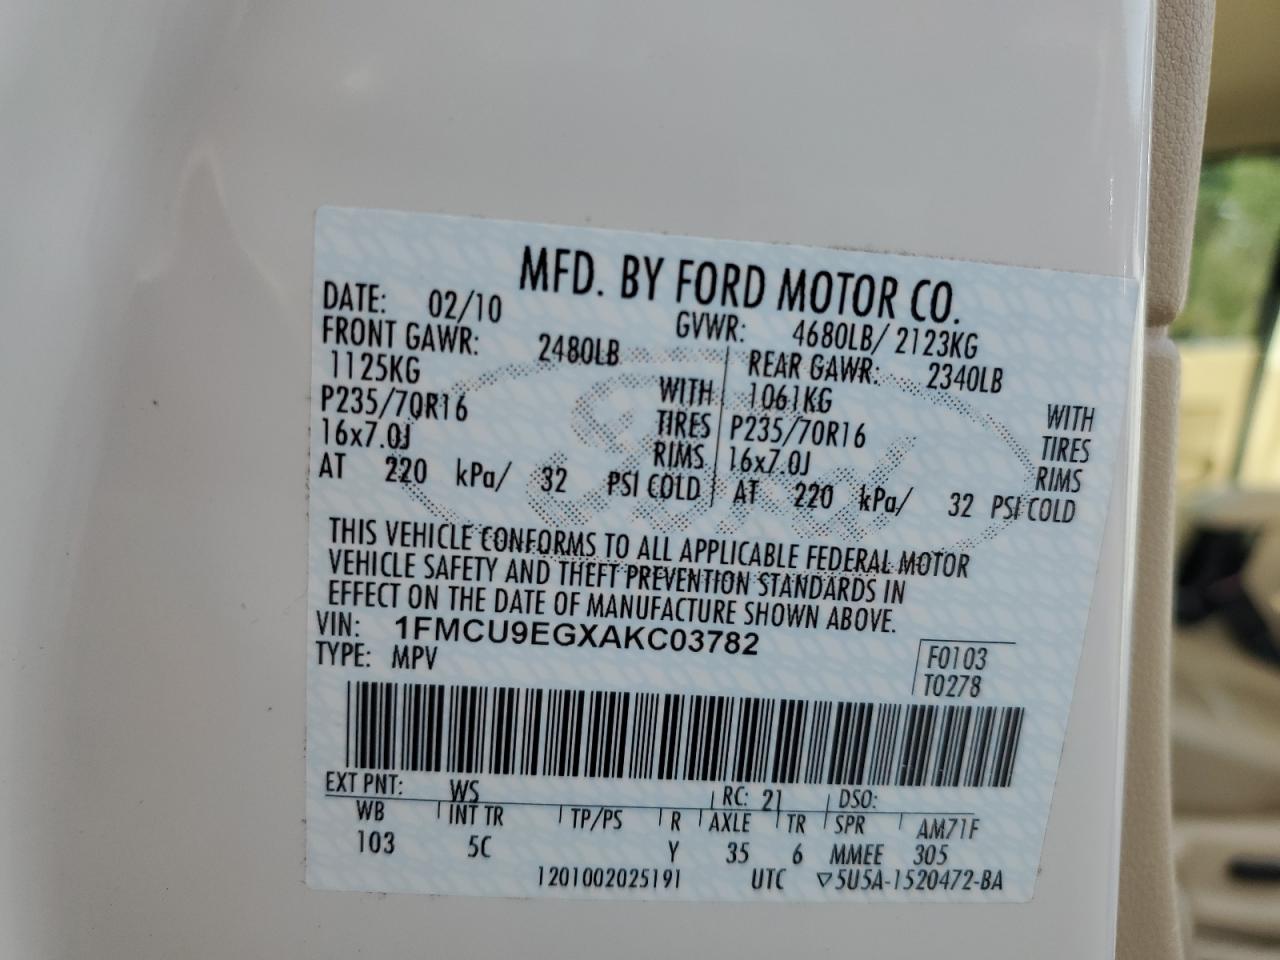 MFD. BY FORD MOTOR CO.
DATE: 02/10 GVWR: 4680LB/ 2123KG
FRONT GAWR: 2480LB REAR GAWR: 2340LB
1125KG WITH 1061KG WITH
P235/70R16 TIRES P235/70R16 TIRES
16x7.0J RIMS 16x7.0J RIMS
AT 220 kPa/ 32 PSI COLD AT 220 kPa/ 32 PSI COLD
THIS VEHICLE CONFORMS TO ALL APPLICABLE FEDERAL MOTOR
VEHICLE SAFETY AND THEFT PREVENTION STANDARDS IN
EFFECT ON THE DATE OF MANUFACTURE SHOWN ABOVE.
VIN: 1FMCU9EGXAKC03782 F0103
TYPE: MPV T0278
EXT PNT: WS RC: 21 DSO:
WB INT TR TP/PS R AXLE TR SPR AM71F
103 5C Y 35 6 MMEE 305
1201002025191 UTC ▽5U5A-1520472-BA
Ford